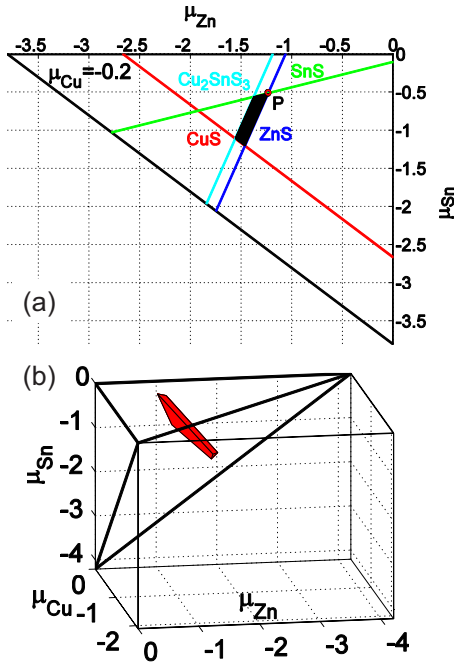 μZn
-3.5 -3 -2.5 -2 -1.5 -1 -0.5 0
μCu=-0.2
Cu2SnS3
SnS
0
-0.5
P
CuS
ZnS
-1
-1.5
μSn
-2
-2.5
-3
-3.5
(a)
(b)
0
-1
-2
-3
-4
μSn
0
-1
-2
μCu
0 -1 -2 -3 -4
μZn